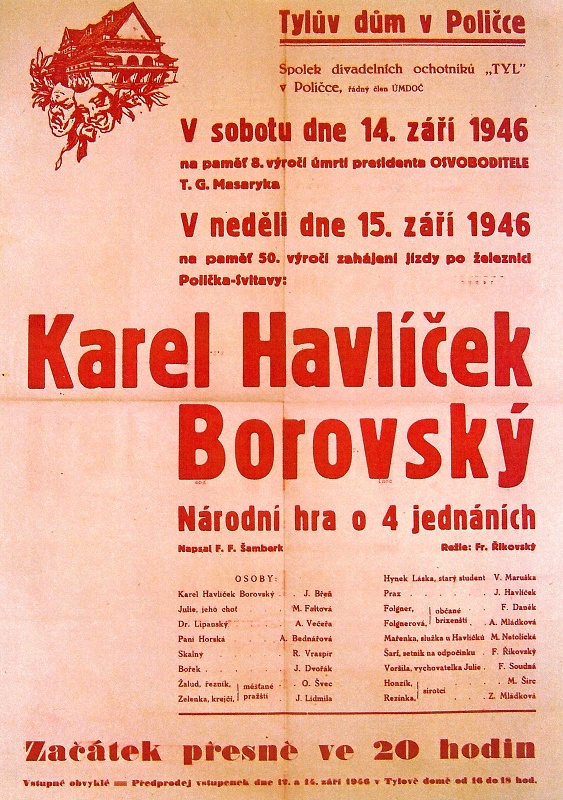 Tylův dům v Poličce
Spolek divadelních ochotníků „TYL”
v Poličce, řádný člen ÚMDOČ
V sobotu dne 14. září 1946
na paměť 8. výročí úmrtí presidenta OSVOBODITELE
T. G. Masaryka
V neděli dne 15. září 1946
na paměť 50. výročí zahájení jízdy po železnici
Polička-Svitavy:
Karel Havlíček
Borovský
Národní hra o 4 jednáních
Napsal F. F. Šamberk Režie: Fr. Řikovský
OSOBY:
Karel Havlíček Borovský . . J. Břeň
Julie, jeho choť . . . M. Faltová
Dr. Lipanský . . . A. Večeřa
Paní Horská . . . A. Bednářová
Skalný . . . R. Vraspír
Bořek . . . J. Dvořák
Žalud, řezník, měšťané O. Švec
Zelenka, krejčí, pražští J. Lidmila
Hynek Láska, starý student V. Maruška
Prax . . . J. Havlíček
Folgner, občané F. Daněk
Folgnerová, brixenští . A. Mládková
Mařenka, služka u Havlíčků M. Netolická
Šarf, setník na odpočinku . F. Řikovský
Voršila, vychovatelka Julie . F. Soudná
Honzík, sirotci M. Širc
Rezinka, Z. Mládková
Začátek přesně ve 20 hodin
Vstupné obvyklé — Předprodej vstupenek dne 13. a 14. září 1946 v Tylově domě od 16 do 18 hod.